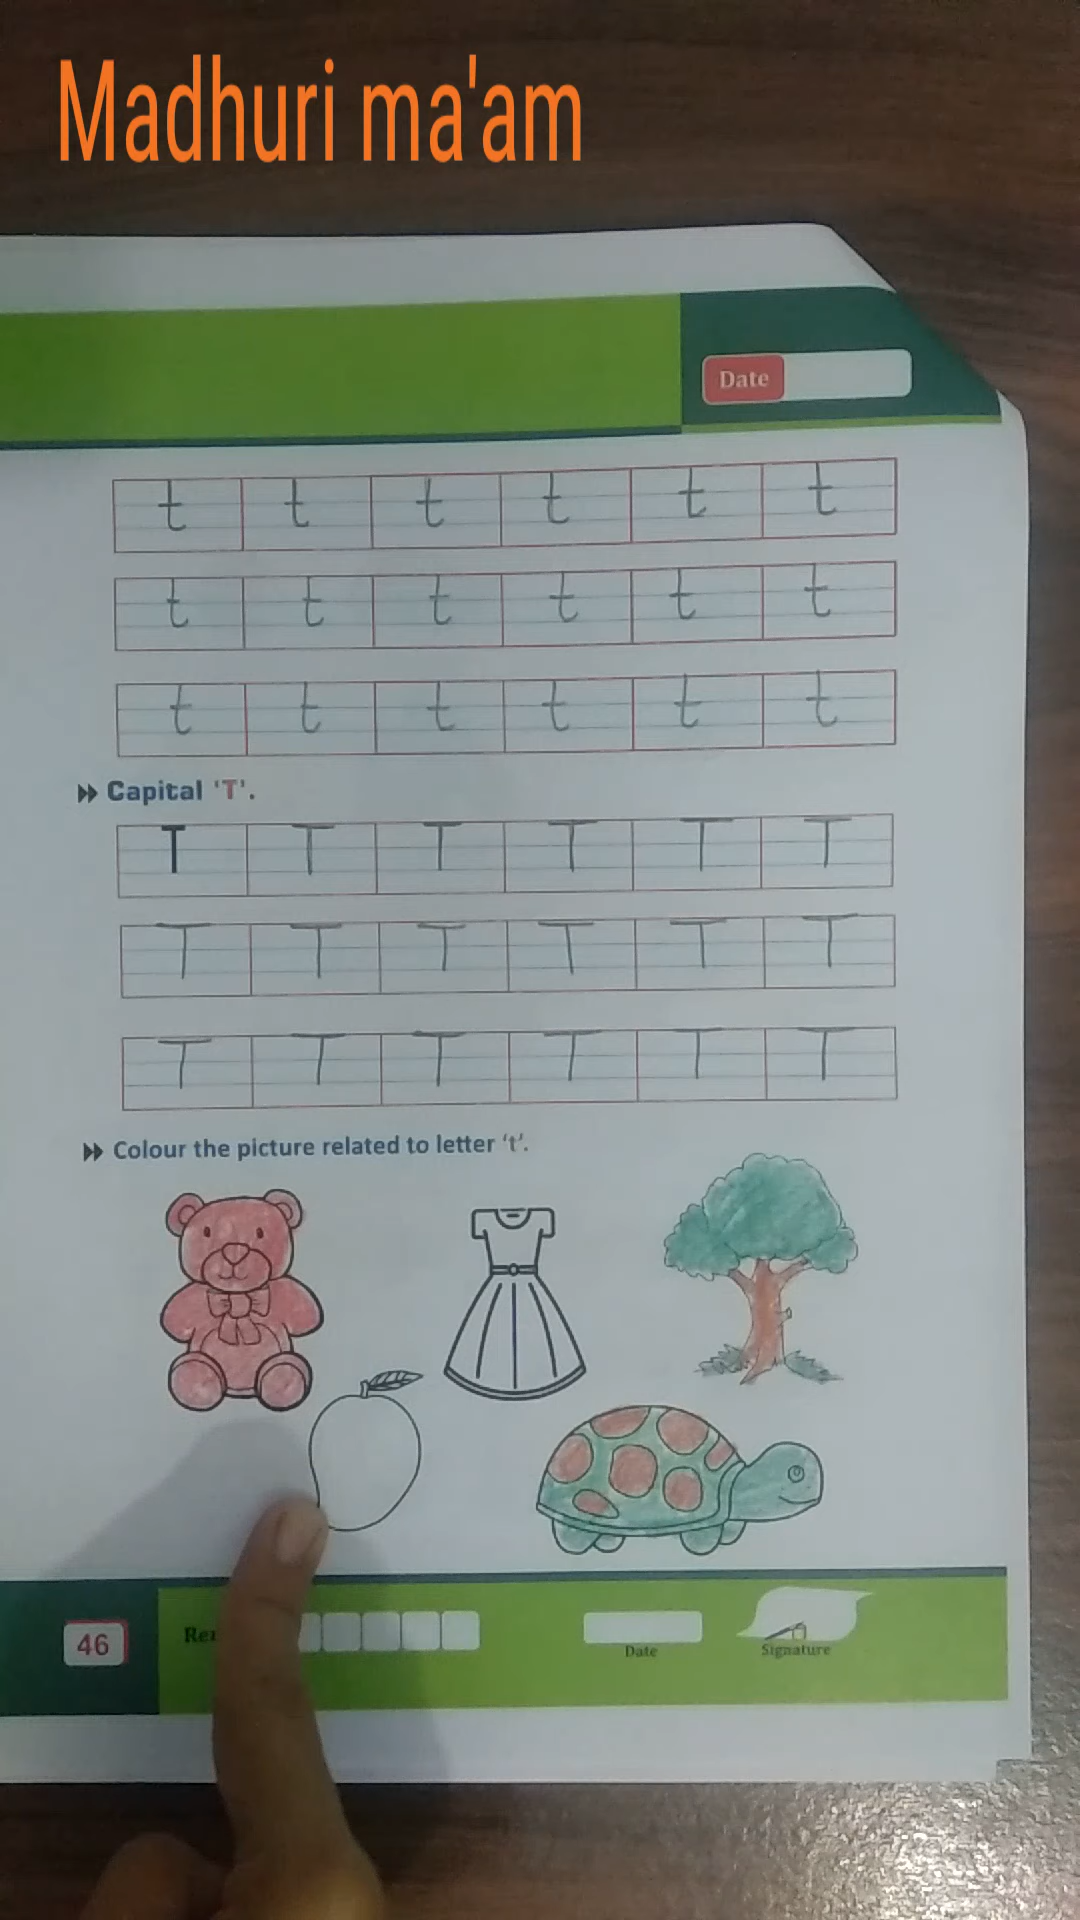 Madhuri ma'am
Date
t t t t t t
t t t t t t
t t t t t t
Capital 'T'.
T T T T T T
T T T T T T
T T T T T T
Colour the picture related to letter 't'.
46
Date
Signature